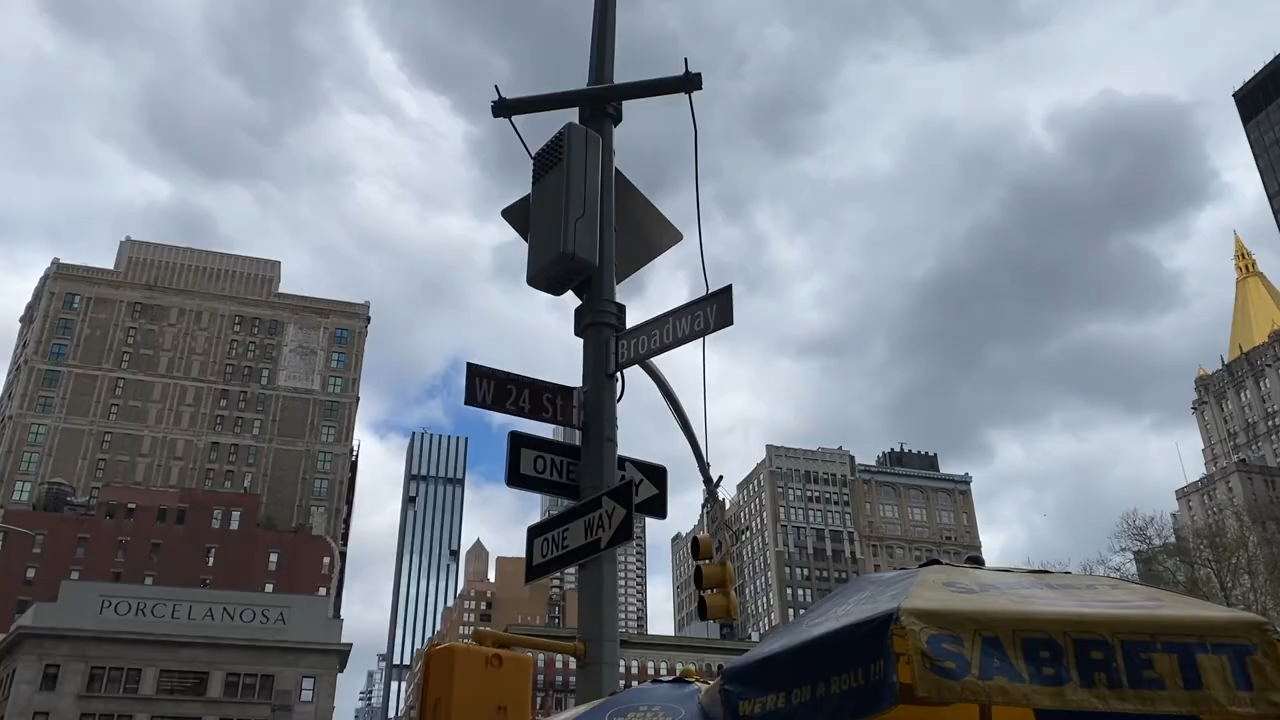 Broadway
W 24 St
ONE WAY
ONE WAY
PORCELANOSA
SABRETT
WE'RE ON A ROLL !!!